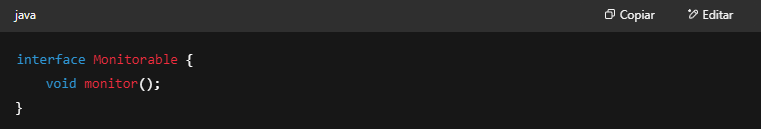 java Copiar Editar
interface Monitorable {
    void monitor();
}